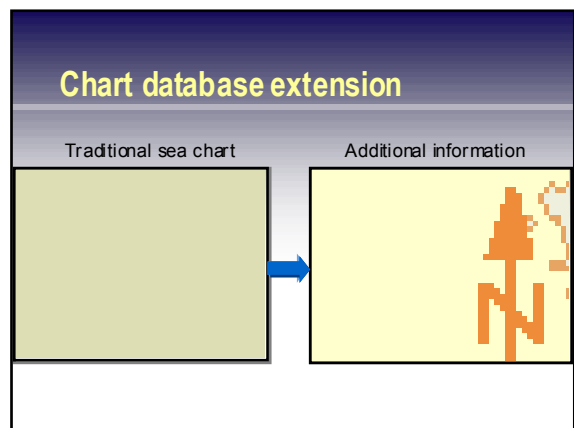 Chart database extension
Traditional sea chart
Additional information
N